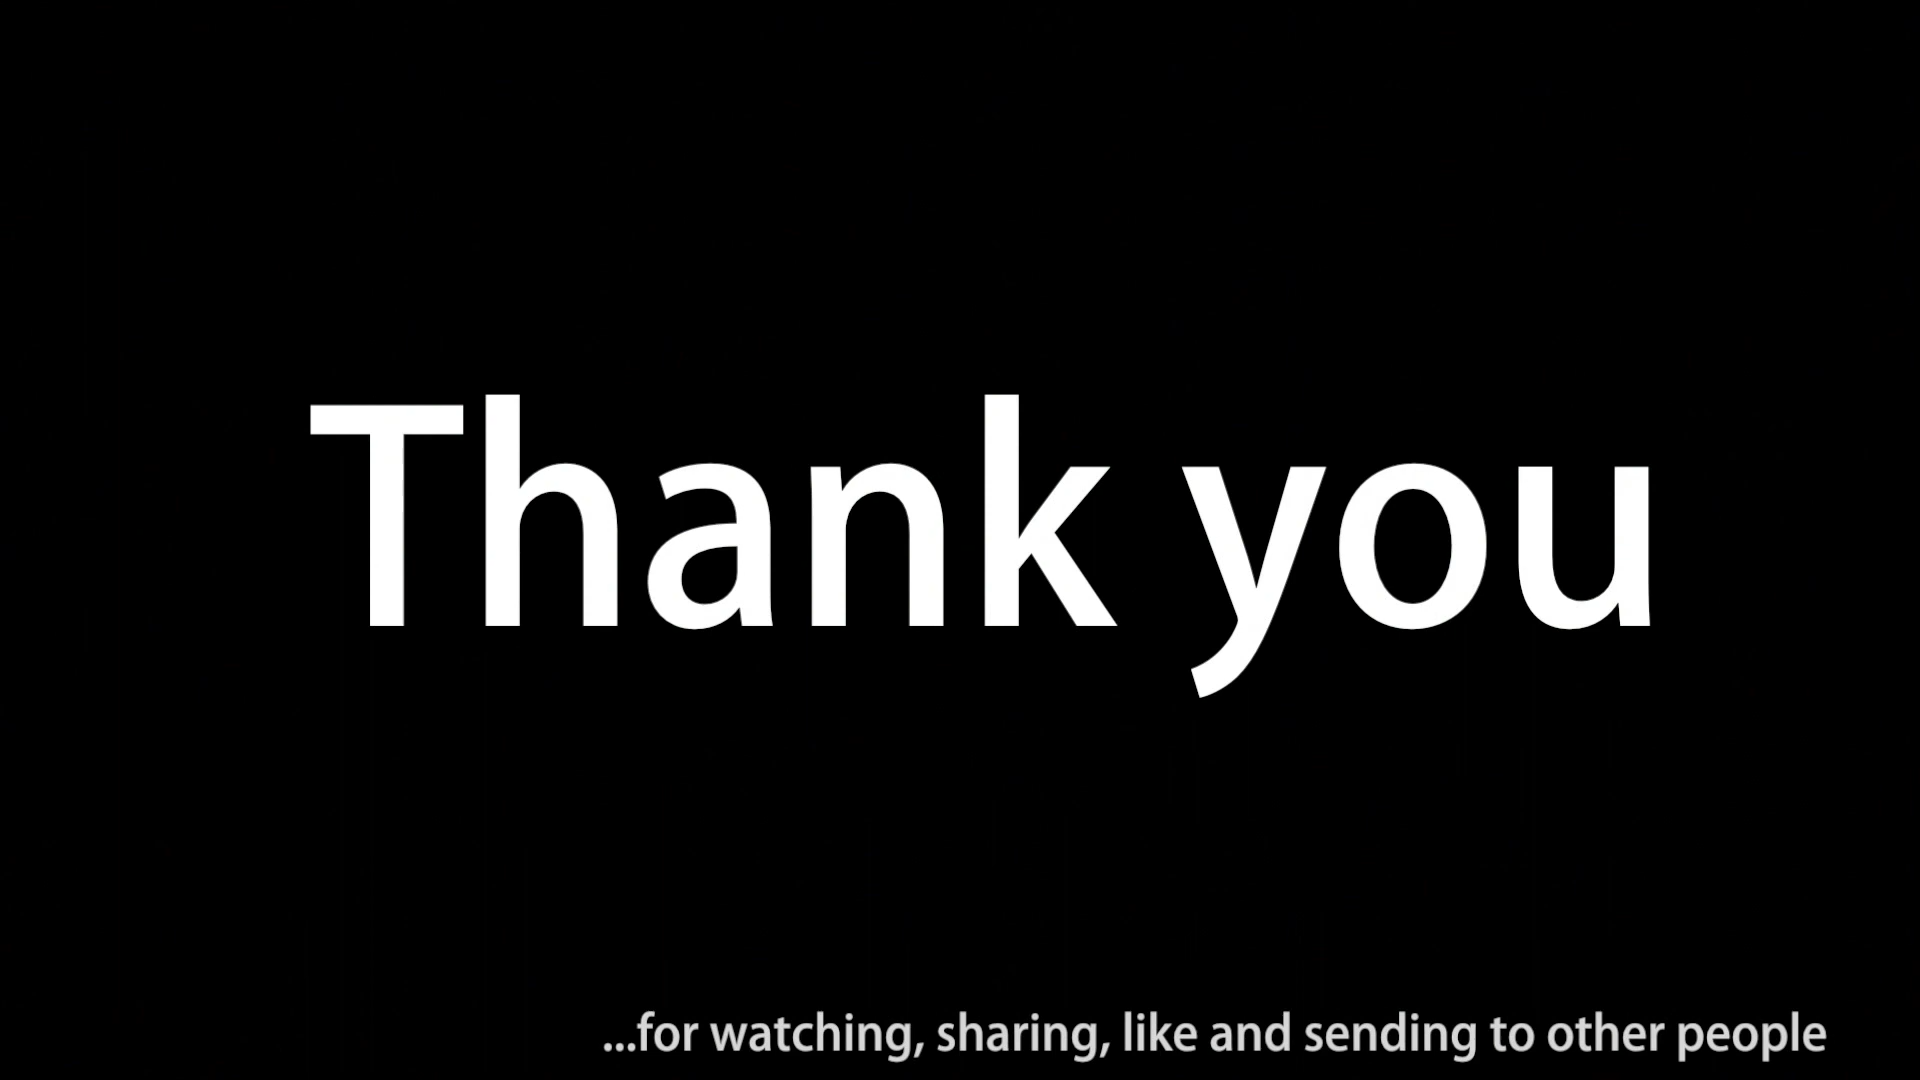 Thank you
...for watching, sharing, like and sending to other people